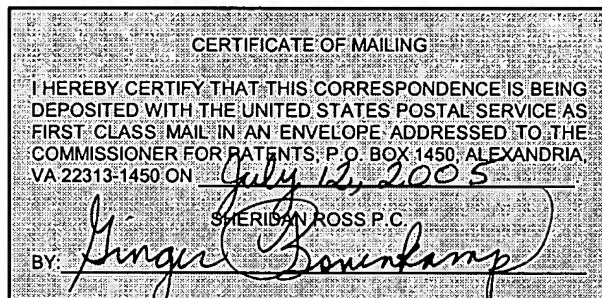 CERTIFICATE OF MAILING
I HEREBY CERTIFY THAT THIS CORRESPONDENCE IS BEING
DEPOSITED WITH THE UNITED STATES POSTAL SERVICE AS
FIRST CLASS MAIL IN AN ENVELOPE ADDRESSED TO THE
COMMISSIONER FOR PATENTS, P.O. BOX 1450, ALEXANDRIA,
VA 22313-1450 ON July 12, 2005
SHERIDAN ROSS P.C.
BY: Ginger